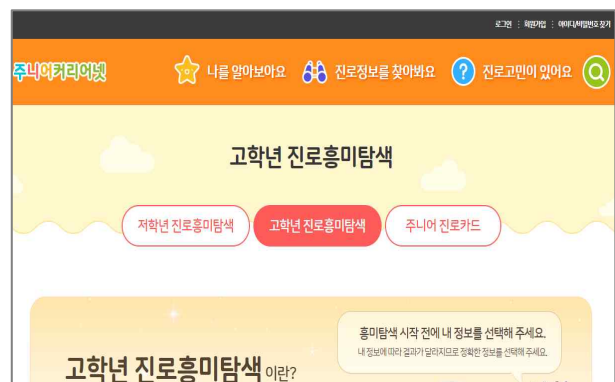 로그인 : 회원가입 : 아이디/비밀번호 찾기
주니어커리어넷 나를 알아보아요 진로정보를 찾아봐요 ? 진로고민이 있어요
고학년 진로흥미탐색
저학년 진로흥미탐색 고학년 진로흥미탐색 주니어 진로카드
흥미탐색 시작 전에 내 정보를 선택해 주세요.
내 정보에 따라 결과가 달라지므로 정확한 정보를 선택해 주세요.
고학년 진로흥미탐색 이란?